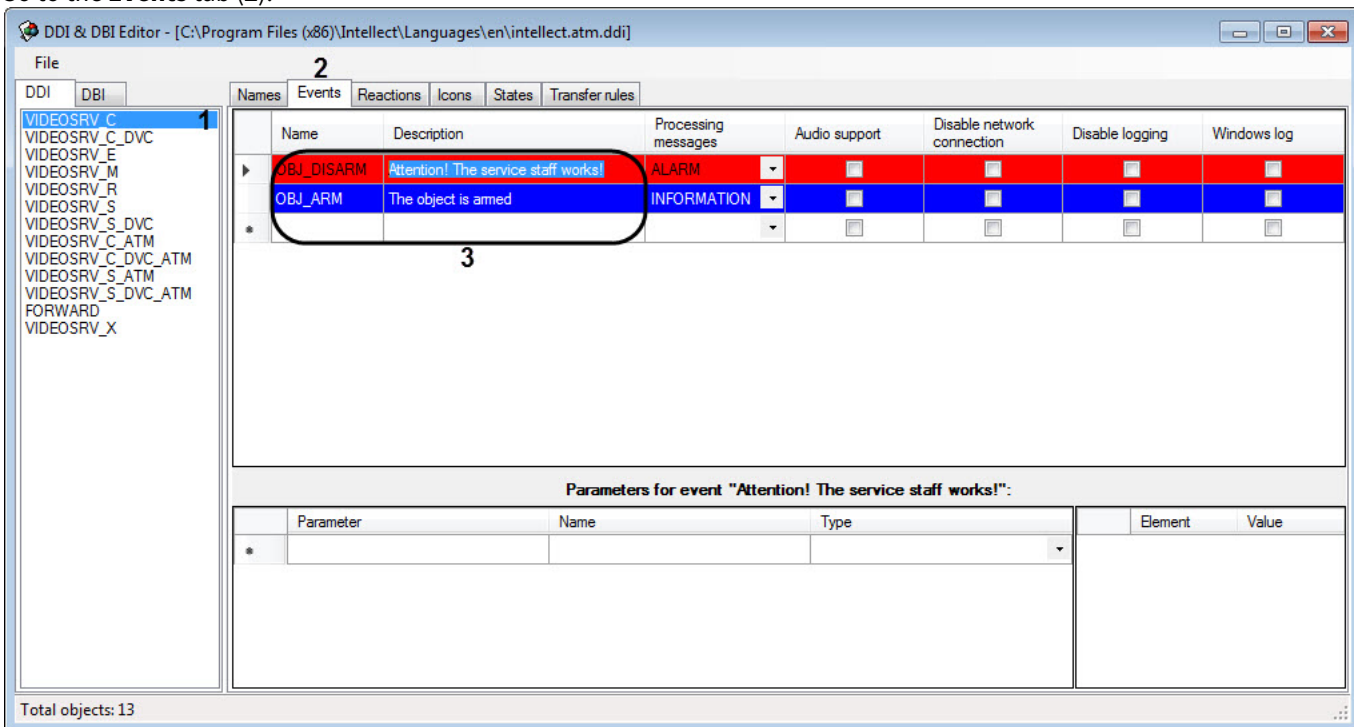 DDI & DBI Editor - [C:\Program Files (x86)\Intellect\Languages\en\intellect.atm.ddi]
File
2
DDI DBI
Names Events Reactions Icons States Transfer rules
VIDEOSRV_C 1
VIDEOSRV_C_DVC
VIDEOSRV_E
VIDEOSRV_M
VIDEOSRV_R
VIDEOSRV_S
VIDEOSRV_S_DVC
VIDEOSRV_C_ATM
VIDEOSRV_C_DVC_ATM
VIDEOSRV_S_ATM
VIDEOSRV_S_DVC_ATM
FORWARD
VIDEOSRV_X
Name Description Processing messages Audio support Disable network connection Disable logging Windows log
OBJ_DISARM Attention! The service staff works! ALARM
OBJ_ARM The object is armed INFORMATION
3
Parameters for event "Attention! The service staff works!":
Parameter Name Type Element Value
Total objects: 13